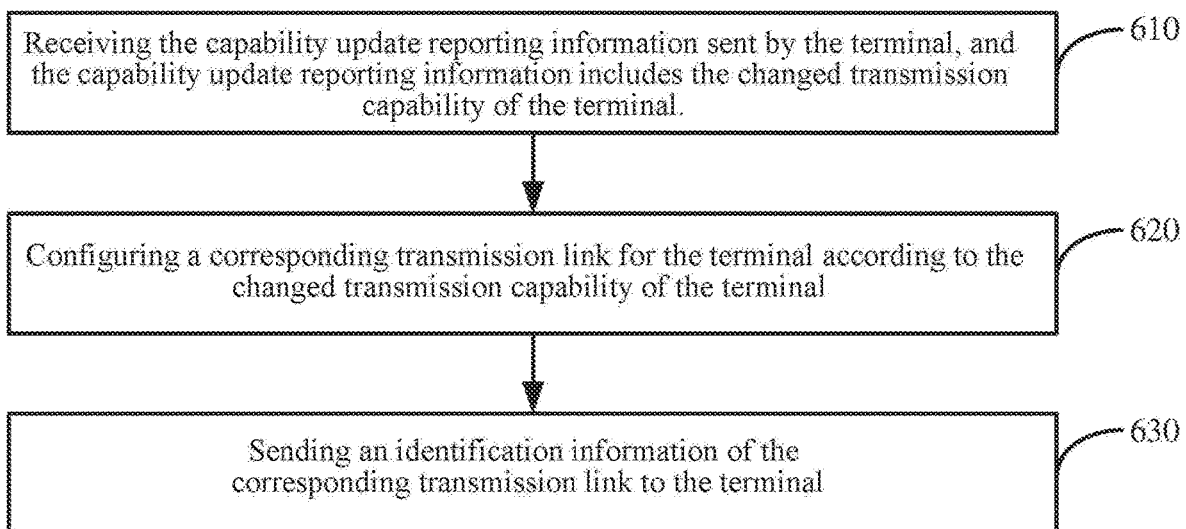 Receiving the capability update reporting information sent by the terminal, and
the capability update reporting information includes the changed transmission
capability of the terminal.
610
Configuring a corresponding transmission link for the terminal according to the
changed transmission capability of the terminal
620
Sending an identification information of the
corresponding transmission link to the terminal
630